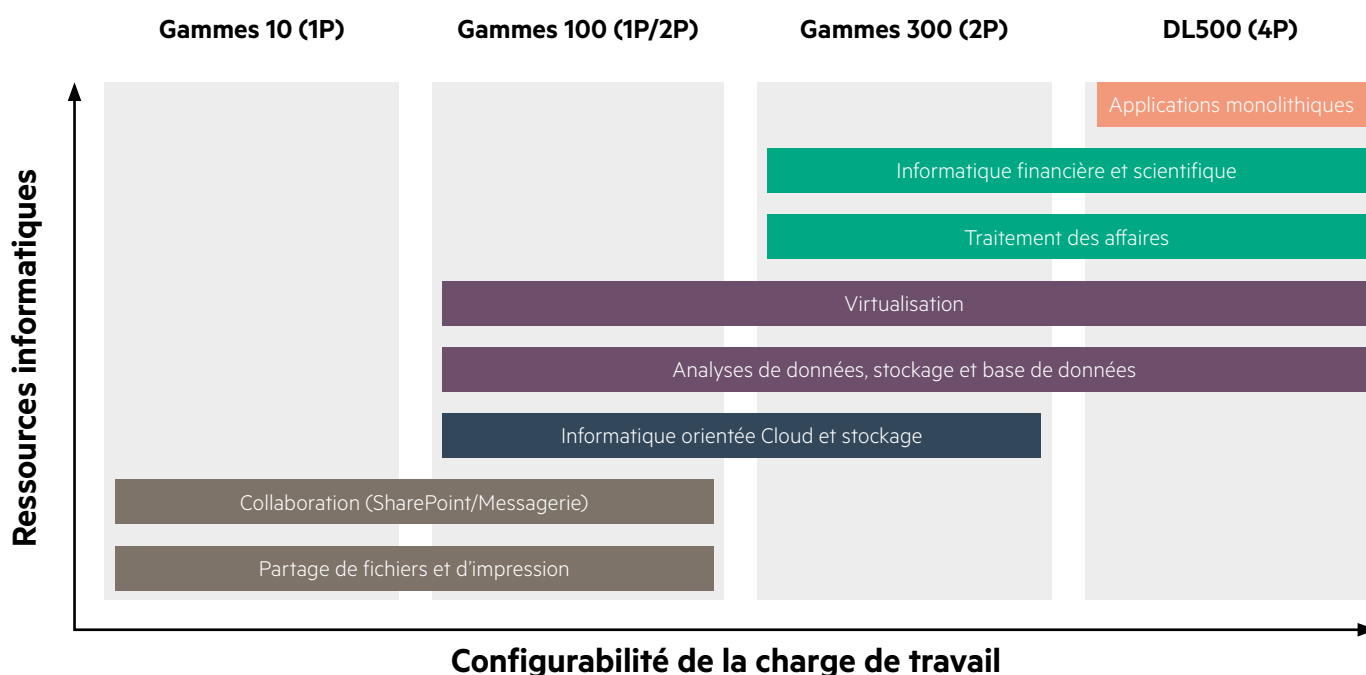 Gammes 10 (1P)
Gammes 100 (1P/2P)
Gammes 300 (2P)
DL500 (4P)
Ressources informatiques
Applications monolithiques
Informatique financière et scientifique
Traitement des affaires
Virtualisation
Analyses de données, stockage et base de données
Informatique orientée Cloud et stockage
Collaboration (SharePoint/Messagerie)
Partage de fichiers et d’impression
Configurabilité de la charge de travail